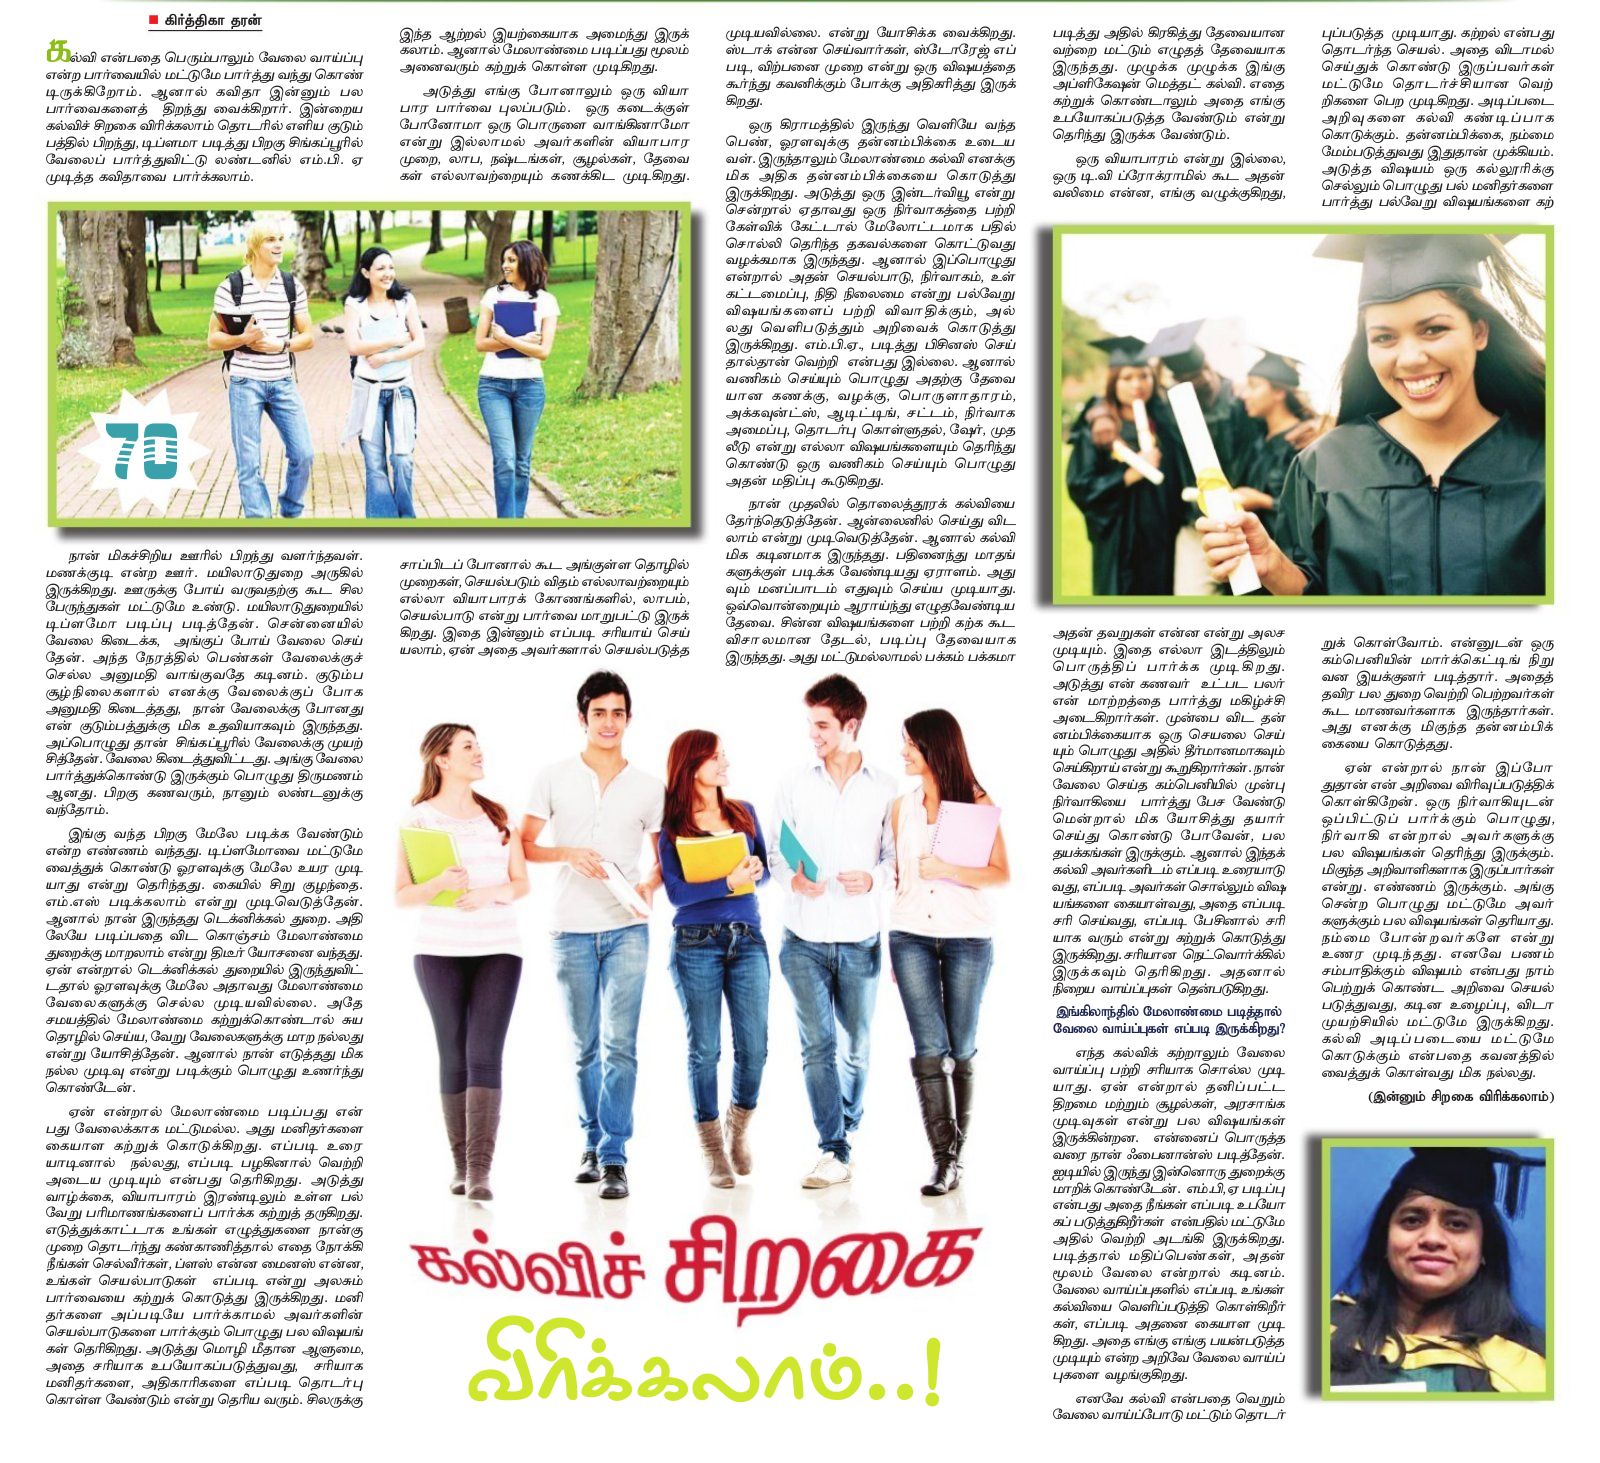 கிர்த்திகா தரன்
கல்வி என்பதை பெரும்பாலும் வேலை வாய்ப்பு
என்ற பார்வையில் மட்டுமே பார்த்து வந்து கொண்
டிருக்கிறோம். ஆனால் கவிதா இன்னும் பல
பார்வைகளைத் திறந்து வைக்கிறார். இன்றைய
கல்விச் சிறகை விரிக்கலாம் தொடரில் எளிய குடும்
பத்தில் பிறந்து, டிப்ளமா படித்து பிறகு சிங்கப்பூரில்
வேலைப் பார்த்துவிட்டு லண்டனில் எம்.பி. ஏ
முடித்த கவிதாவை பார்க்கலாம்.
70
நான் மிகச்சிறிய ஊரில் பிறந்து வளர்ந்தவள்.
மணக்குடி என்ற ஊர். மயிலாடுதுறை அருகில்
இருக்கிறது. ஊருக்கு போய் வருவதற்கு கூட சில
பேருந்துகள் மட்டுமே உண்டு. மயிலாடுதுறையில்
டிப்ளமோ படிப்பு படித்தேன். சென்னையில்
வேலை கிடைக்க, அங்குப் போய் வேலை செய்
தேன். அந்த நேரத்தில் பெண்கள் வேலைக்குச்
செல்ல அனுமதி வாங்குவதே கடினம். குடும்ப
சூழ்நிலைகளால் எனக்கு வேலைக்குப் போக
அனுமதி கிடைத்தது, நான் வேலைக்கு போனது
என் குடும்பத்துக்கு மிக உதவியாகவும் இருந்தது.
அப்பொழுது தான் சிங்கப்பூரில் வேலைக்கு முயற்
சித்தேன். வேலை கிடைத்துவிட்டது. அங்கு வேலை
பார்த்துக்கொண்டு இருக்கும் பொழுது திருமணம்
ஆனது. பிறகு கணவரும், நானும் லண்டனுக்கு
வந்தோம்.
இங்கு வந்த பிறகு மேலே படிக்க வேண்டும்
என்ற எண்ணம் வந்தது. டிப்ளமோவை மட்டுமே
வைத்துக் கொண்டு ஓரளவுக்கு மேலே உயர முடி
யாது என்று தெரிந்தது. கையில் சிறு குழந்தை.
எம்.எஸ் படிக்கலாம் என்று முடிவெடுத்தேன்.
ஆனால் நான் இருந்தது டெக்னிக்கல் துறை. அதி
லேயே படிப்பதை விட கொஞ்சம் மேலாண்மை
துறைக்கு மாறலாம் என்று திடீர் யோசனை வந்தது.
ஏன் என்றால் டெக்னிக்கல் துறையில் இருந்துவிட்
டதால் ஓரளவுக்கு மேலே அதாவது மேலாண்மை
வேலைகளுக்கு செல்ல முடியவில்லை. அதே
சமயத்தில் மேலாண்மை கற்றுக்கொண்டால் சுய
தொழில் செய்ய, வேறு வேலைகளுக்கு மாற நல்லது
என்று யோசித்தேன். ஆனால் நான் எடுத்தது மிக
நல்ல முடிவு என்று படிக்கும் பொழுது உணர்ந்து
கொண்டேன்.
ஏன் என்றால் மேலாண்மை படிப்பது என்
பது வேலைக்காக மட்டுமல்ல. அது மனிதர்களை
கையாள கற்றுக் கொடுக்கிறது. எப்படி உரை
யாடினால் நல்லது, எப்படி பழகினால் வெற்றி
அடைய முடியும் என்பது தெரிகிறது. அடுத்து
வாழ்க்கை, வியாபாரம் இரண்டிலும் உள்ள பல்
வேறு பரிமாணங்களைப் பார்க்க கற்றுத் தருகிறது.
எடுத்துக்காட்டாக உங்கள் எழுத்துகளை நான்கு
முறை தொடர்ந்து கண்காணித்தால் எதை நோக்கி
நீங்கள் செல்வீர்கள், ப்ளஸ் என்ன மைனஸ் என்ன,
உங்கள் செயல்பாடுகள் எப்படி என்று அலசும்
பார்வையை கற்றுக் கொடுத்து இருக்கிறது. மனி
தர்களை அப்படியே பார்க்காமல் அவர்களின்
செயல்பாடுகளை பார்க்கும் பொழுது பல விஷயங்
கள் தெரிகிறது. அடுத்து மொழி மீதான ஆளுமை,
அதை சரியாக உபயோகப்படுத்துவது, சரியாக
மனிதர்களை, அதிகாரிகளை எப்படி தொடர்பு
கொள்ள வேண்டும் என்று தெரிய வரும். சிலருக்கு
இந்த ஆற்றல் இயற்கையாக அமைந்து இருக்
கலாம். ஆனால் மேலாண்மை படிப்பது மூலம்
அனைவரும் கற்றுக் கொள்ள முடிகிறது.
அடுத்து எங்கு போனாலும் ஒரு வியா
பார பார்வை புலப்படும். ஒரு கடைக்குள்
போனோமா ஒரு பொருளை வாங்கினாமோ
என்று இல்லாமல் அவர்களின் வியாபார
முறை, லாப, நஷ்டங்கள், சூழல்கள், தேவை
கள் எல்லாவற்றையும் கணக்கிட முடிகிறது.
சாப்பிடப் போனால் கூட அங்குள்ள தொழில்
முறைகள், செயல்படும் விதம் எல்லாவற்றையும்
எல்லா வியாபாரக் கோணங்களில், லாபம்,
செயல்பாடு என்று பார்வை மாறுபட்டு இருக்
கிறது. இதை இன்னும் எப்படி சரியாய் செய்
யலாம், ஏன் அதை அவர்களால் செயல்படுத்த
முடியவில்லை. என்று யோசிக்க வைக்கிறது.
ஸ்டாக் என்ன செய்வார்கள், ஸ்டோரேஜ் எப்
படி, விற்பனை முறை என்று ஒரு விஷயத்தை
கூர்ந்து கவனிக்கும் போக்கு அதிகரித்து இருக்
கிறது.
ஒரு கிராமத்தில் இருந்து வெளியே வந்த
பெண், ஓரளவுக்கு தன்னம்பிக்கை உடைய
வள். இருந்தாலும் மேலாண்மை கல்வி எனக்கு
மிக அதிக தன்னம்பிக்கையை கொடுத்து
இருக்கிறது. அடுத்து ஒரு இன்டர்வியூ என்று
சென்றால் ஏதாவது ஒரு நிர்வாகத்தை பற்றி
கேள்விக் கேட்டால் மேலோட்டமாக பதில்
சொல்லி தெரிந்த தகவல்களை கொட்டுவது
வழக்கமாக இருந்தது. ஆனால் இப்பொழுது
என்றால் அதன் செயல்பாடு, நிர்வாகம், உள்
கட்டமைப்பு, நிதி நிலைமை என்று பல்வேறு
விஷயங்களைப் பற்றி விவாதிக்கும், அல்
லது வெளிபடுத்தும் அறிவைக் கொடுத்து
இருக்கிறது. எம்.பி.ஏ., படித்து பிசினஸ் செய்
தால்தான் வெற்றி என்பது இல்லை. ஆனால்
வணிகம் செய்யும் பொழுது அதற்கு தேவை
யான கணக்கு, வழக்கு, பொருளாதாரம்,
அக்கவுன்ட்ஸ், ஆடிட்டிங், சட்டம், நிர்வாக
அமைப்பு, தொடர்பு கொள்ளுதல், ஷேர், முத
லீடு என்று எல்லா விஷயங்களையும் தெரிந்து
கொண்டு ஒரு வணிகம் செய்யும் பொழுது
அதன் மதிப்பு கூடுகிறது.
நான் முதலில் தொலைத்தூரக் கல்வியை
தேர்ந்தெடுத்தேன். ஆன்லைனில் செய்து விட
லாம் என்று முடிவெடுத்தேன். ஆனால் கல்வி
மிக கடினமாக இருந்தது. பதினைந்து மாதங்
களுக்குள் படிக்க வேண்டியது ஏராளம். அது
வும் மனப்பாடம் எதுவும் செய்ய முடியாது.
ஒவ்வொன்றையும் ஆராய்ந்து எழுதவேண்டிய
தேவை. சின்ன விஷயங்களை பற்றி கற்க கூட
விசாலமான தேடல், படிப்பு தேவையாக
இருந்தது. அது மட்டுமல்லாமல் பக்கம் பக்கமா
கல்விச் சிறகை
விரிக்கலாம்..!
படித்து அதில் கிரகித்து தேவையான
வற்றை மட்டும் எழுதத் தேவையாக
இருந்தது. முழுக்க முழுக்க இங்கு
அப்ளிகேஷன் மெத்தட் கல்வி. எதை
கற்றுக் கொண்டாலும் அதை எங்கு
உபயோகப்படுத்த வேண்டும் என்று
தெரிந்து இருக்க வேண்டும்.
ஒரு வியாபாரம் என்று இல்லை,
ஒரு டி.வி ப்ரோக்ராமில் கூட அதன்
வலிமை என்ன, எங்கு வழுக்குகிறது,
அதன் தவறுகள் என்ன என்று அலச
முடியும். இதை எல்லா இடத்திலும்
பொருத்திப் பார்க்க முடிகிறது.
அடுத்து என் கணவர் உட்பட பலர்
என் மாற்றத்தை பார்த்து மகிழ்ச்சி
அடைகிறார்கள். முன்பை விட தன்
னம்பிக்கையாக ஒரு செயலை செய்
யும் பொழுது அதில் தீர்மானமாகவும்
செய்கிறாய் என்று கூறுகிறார்கள். நான்
வேலை செய்த கம்பெனியில் முன்பு
நிர்வாகியை பார்த்து பேச வேண்டு
மென்றால் மிக யோசித்து தயார்
செய்து கொண்டு போவேன், பல
தயக்கங்கள் இருக்கும். ஆனால் இந்தக்
கல்வி அவர்களிடம் எப்படி உரையாடு
வது, எப்படி அவர்கள் சொல்லும் விஷ
யங்களை கையாள்வது, அதை எப்படி
சரி செய்வது, எப்படி பேசினால் சரி
யாக வரும் என்று கற்றுக் கொடுத்து
இருக்கிறது. சரியான நெட்வொர்க்கில்
இருக்கவும் தெரிகிறது. அதனால்
நிறைய வாய்ப்புகள் தென்படுகிறது.
இங்கிலாந்தில் மேலாண்மை படித்தால்
வேலை வாய்ப்புகள் எப்படி இருக்கிறது?
எந்த கல்விக் கற்றாலும் வேலை
வாய்ப்பு பற்றி சரியாக சொல்ல முடி
யாது. ஏன் என்றால் தனிப்பட்ட
திறமை மற்றும் சூழல்கள், அரசாங்க
முடிவுகள் என்று பல விஷயங்கள்
இருக்கின்றன. என்னைப் பொருத்த
வரை நான் ஃபைனான்ஸ் படித்தேன்.
ஐடியில் இருந்து இன்னொரு துறைக்கு
மாறிக் கொண்டேன். எம்.பி,ஏ படிப்பு
என்பது அதை நீங்கள் எப்படி உபயோ
கப் படுத்துகிறீர்கள் என்பதில் மட்டுமே
அதில் வெற்றி அடங்கி இருக்கிறது.
படித்தால் மதிப்பெண்கள், அதன்
மூலம் வேலை என்றால் கடினம்.
வேலை வாய்ப்புகளில் எப்படி உங்கள்
கல்வியை வெளிப்படுத்தி கொள்கிறீர்
கள், எப்படி அதனை கையாள முடி
கிறது. அதை எங்கு எங்கு பயன்படுத்த
முடியும் என்ற அறிவே வேலை வாய்ப்
புகளை வழங்குகிறது.
எனவே கல்வி என்பதை வெறும்
வேலை வாய்ப்போடு மட்டும் தொடர்
புப்படுத்த முடியாது. கற்றல் என்பது
தொடர்ந்த செயல். அதை விடாமல்
செய்துக் கொண்டு இருப்பவர்கள்
மட்டுமே தொடர்ச்சியான வெற்
றிகளை பெற முடிகிறது. அடிப்படை
அறிவுகளை கல்வி கண்டிப்பாக
கொடுக்கும். தன்னம்பிக்கை, நம்மை
மேம்படுத்துவது இதுதான் முக்கியம்.
அடுத்த விஷயம் ஒரு கல்லூரிக்கு
செல்லும் பொழுது பல் மனிதர்களை
பார்த்து பல்வேறு விஷயங்களை கற்
றுக் கொள்வோம். என்னுடன் ஒரு
கம்பெனியின் மார்க்கெட்டிங் நிறு
வன இயக்குனர் படித்தார். அதைத்
தவிர பல துறை வெற்றி பெற்றவர்கள்
கூட மாணவர்களாக இருந்தார்கள்.
அது எனக்கு மிகுந்த தன்னம்பிக்
கையை கொடுத்தது.
ஏன் என்றால் நான் இப்போ
துதான் என் அறிவை விரிவுப்படுத்திக்
கொள்கிறேன். ஒரு நிர்வாகியுடன்
ஒப்பிட்டுப் பார்க்கும் பொழுது,
நிர்வாகி என்றால் அவர்களுக்கு
பல விஷயங்கள் தெரிந்து இருக்கும்.
மிகுந்த அறிவாளிகளாக இருப்பார்கள்
என்று. எண்ணம் இருக்கும். அங்கு
சென்ற பொழுது மட்டுமே அவர்
களுக்கும் பல விஷயங்கள் தெரியாது.
நம்மை போன்றவர்களே என்று
உணர முடிந்தது. எனவே பணம்
சம்பாதிக்கும் விஷயம் என்பது நாம்
பெற்றுக் கொண்ட அறிவை செயல்
படுத்துவது, கடின உழைப்பு, விடா
முயற்சியில் மட்டுமே இருக்கிறது.
கல்வி அடிப்படையை மட்டுமே
கொடுக்கும் என்பதை கவனத்தில்
வைத்துக் கொள்வது மிக நல்லது.
(இன்னும் சிறகை விரிக்கலாம்)